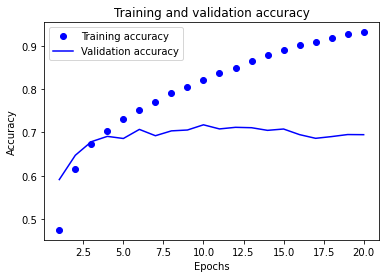 Training and validation accuracy
Training accuracy
Validation accuracy
0.9
0.8
0.7
0.6
0.5
Accuracy
2.5 5.0 7.5 10.0 12.5 15.0 17.5 20.0
Epochs